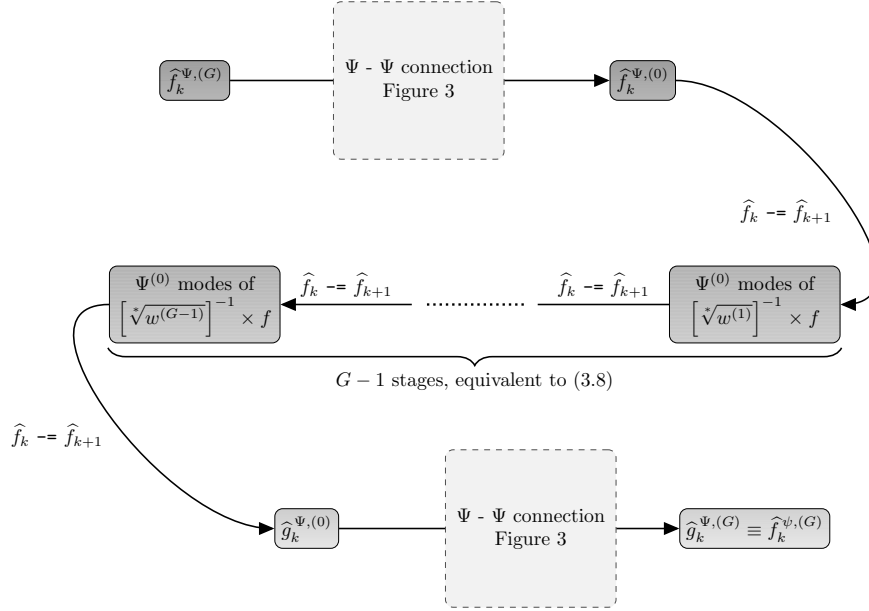 Ψ - Ψ connection
Figure 3
$\widehat{f}_k^{\Psi,(G)}$
$\widehat{f}_k^{\Psi,(0)}$
$\widehat{f}_k$ -= $\widehat{f}_{k+1}$
Ψ^{(0)} modes of
$\left[\sqrt[*]{w^{(G-1)}}\right]^{-1} \times f$
$\widehat{f}_k$ -= $\widehat{f}_{k+1}$
$\widehat{f}_k$ -= $\widehat{f}_{k+1}$
Ψ^{(0)} modes of
$\left[\sqrt[*]{w^{(1)}}\right]^{-1} \times f$
G − 1 stages, equivalent to (3.8)
$\widehat{f}_k$ -= $\widehat{f}_{k+1}$
$\widehat{g}_k^{\Psi,(0)}$
Ψ - Ψ connection
Figure 3
$\widehat{g}_k^{\Psi,(G)} \equiv \widehat{f}_k^{\psi,(G)}$